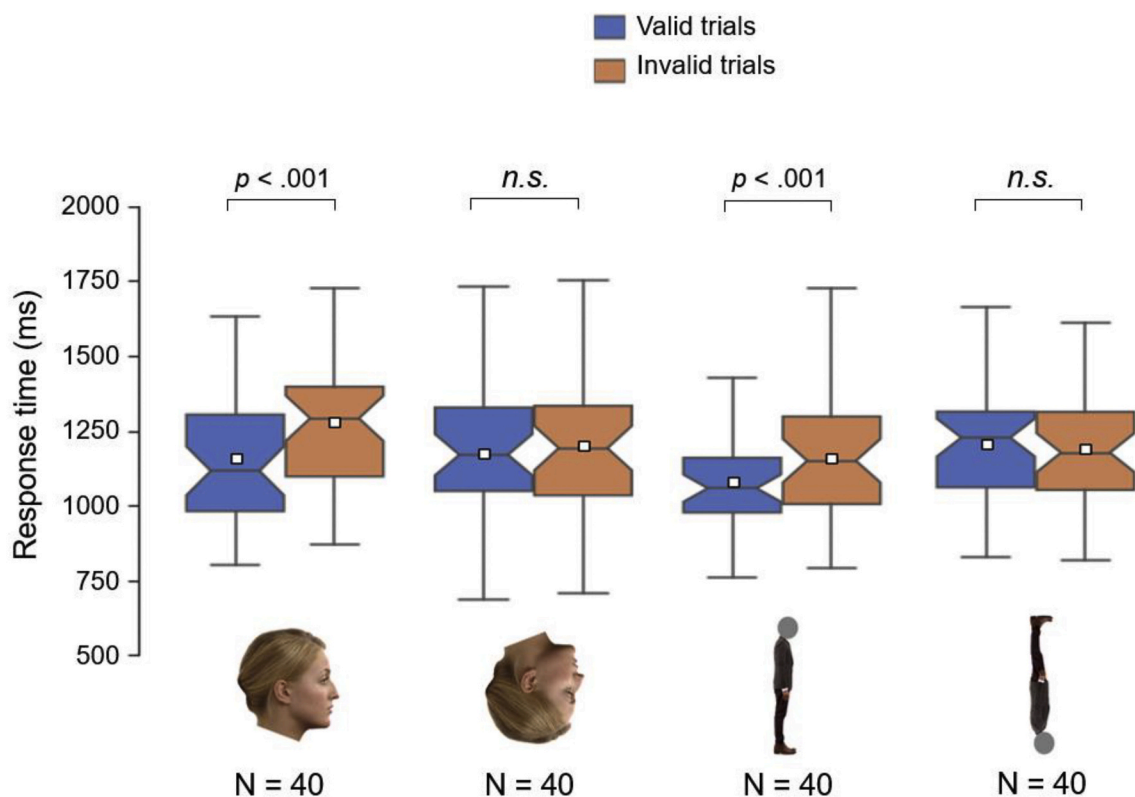 Valid trials
Invalid trials
p < .001
n.s.
p < .001
n.s.
Response time (ms)
2000
1750
1500
1250
1000
750
500
N = 40
N = 40
N = 40
N = 40